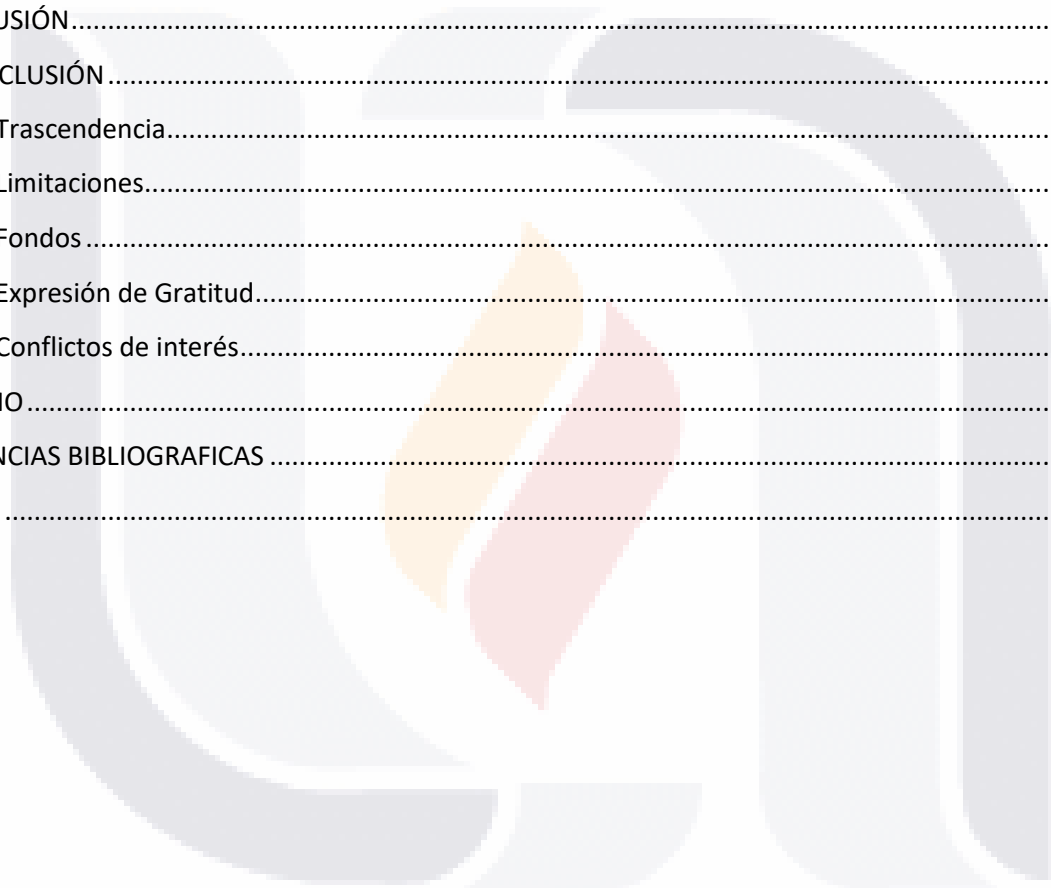 USIÓN........................................................................................................................
CLUSIÓN........................................................................................................................
Trascendencia........................................................................................................................
Limitaciones........................................................................................................................
Fondos........................................................................................................................
Expresión de Gratitud........................................................................................................................
Conflictos de interés........................................................................................................................
IO........................................................................................................................
NCIAS BIBLIOGRAFICAS........................................................................................................................
........................................................................................................................